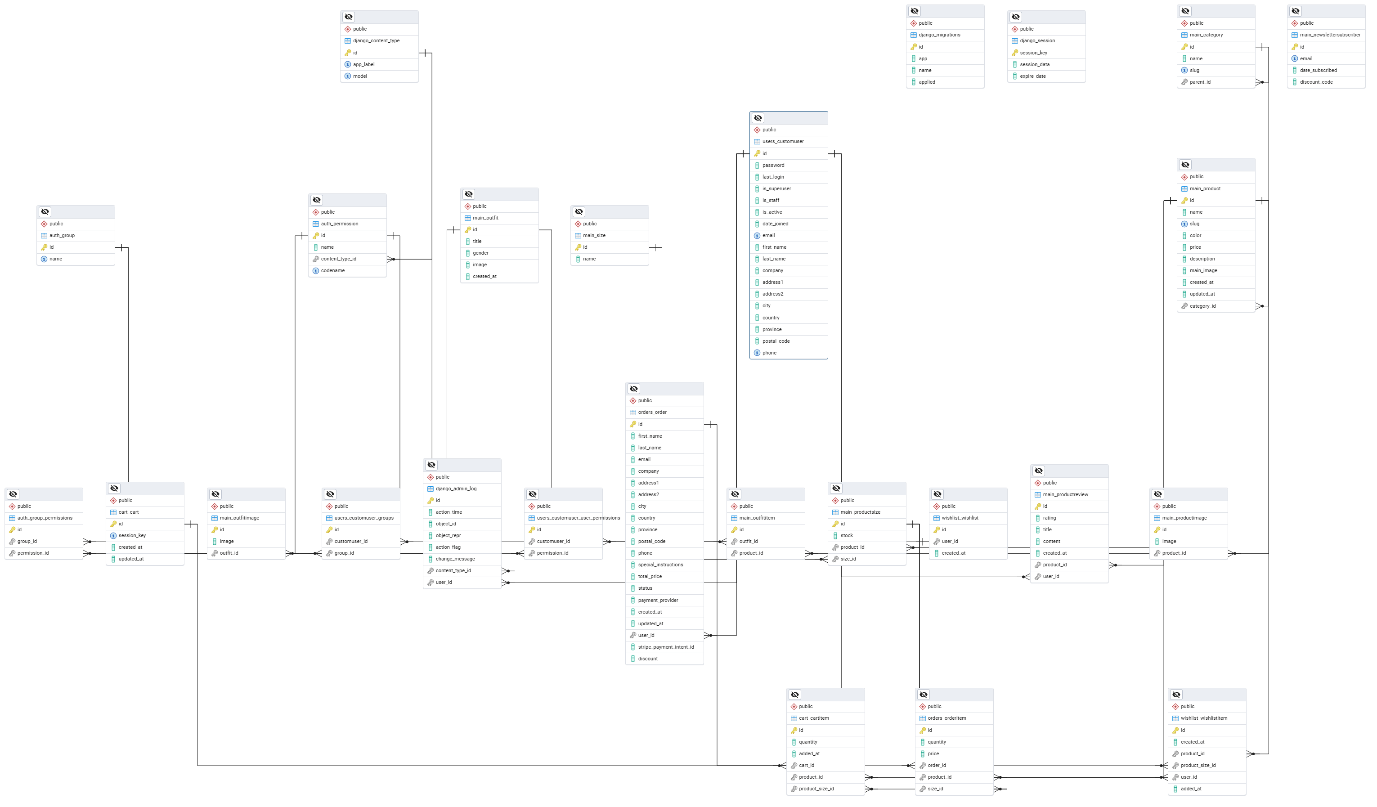 public
django_content_type
id
app_label
model
public
django_migrations
id
app
name
applied
public
django_session
session_key
session_data
expire_date
public
main_category
id
name
slug
parent_id
public
main_newslettersubscriber
id
email
date_subscribed
discount_code
public
users_customuser
id
password
last_login
is_superuser
is_staff
is_active
date_joined
email
first_name
last_name
company
address1
address2
city
country
province
postal_code
phone
public
main_product
id
name
slug
color
price
description
main_image
created_at
updated_at
category_id
public
auth_group
id
name
public
auth_permission
id
name
content_type_id
codename
public
main_outfit
id
title
gender
image
created_at
public
main_size
id
name
public
orders_order
id
first_name
last_name
email
company
address1
address2
city
country
province
postal_code
phone
special_instructions
total_price
status
payment_provider
created_at
updated_at
user_id
stripe_payment_intent_id
discount
public
auth_group_permissions
id
group_id
permission_id
public
cart_cart
id
session_key
created_at
updated_at
public
main_outfitimage
id
image
outfit_id
public
users_customuser_groups
id
customuser_id
group_id
public
django_admin_log
id
action_time
object_id
object_repr
action_flag
change_message
content_type_id
user_id
public
users_customuser_user_permissions
id
customuser_id
permission_id
public
main_outfititem
id
outfit_id
product_id
public
main_productsize
id
stock
product_id
size_id
public
wishlist_wishlist
id
user_id
created_at
public
main_productreview
id
rating
title
content
created_at
product_id
user_id
public
main_productimage
id
image
product_id
public
cart_cartitem
id
quantity
added_at
cart_id
product_id
product_size_id
public
orders_orderitem
id
quantity
price
order_id
product_id
size_id
public
wishlist_wishlistitem
id
created_at
product_id
product_size_id
user_id
added_at